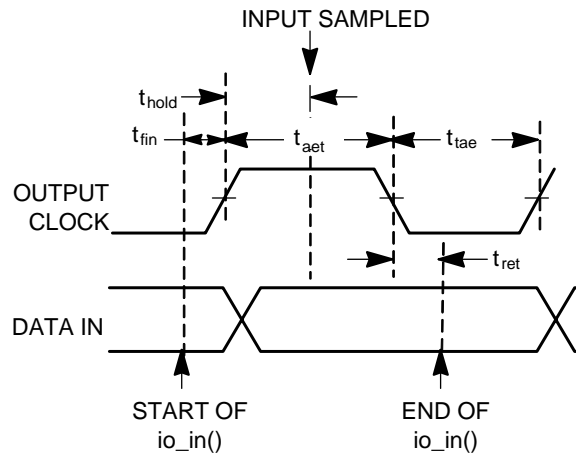 INPUT SAMPLED
thold
tfin
taet
ttae
OUTPUT
CLOCK
tret
DATA IN
START OF
io_in()
END OF
io_in()